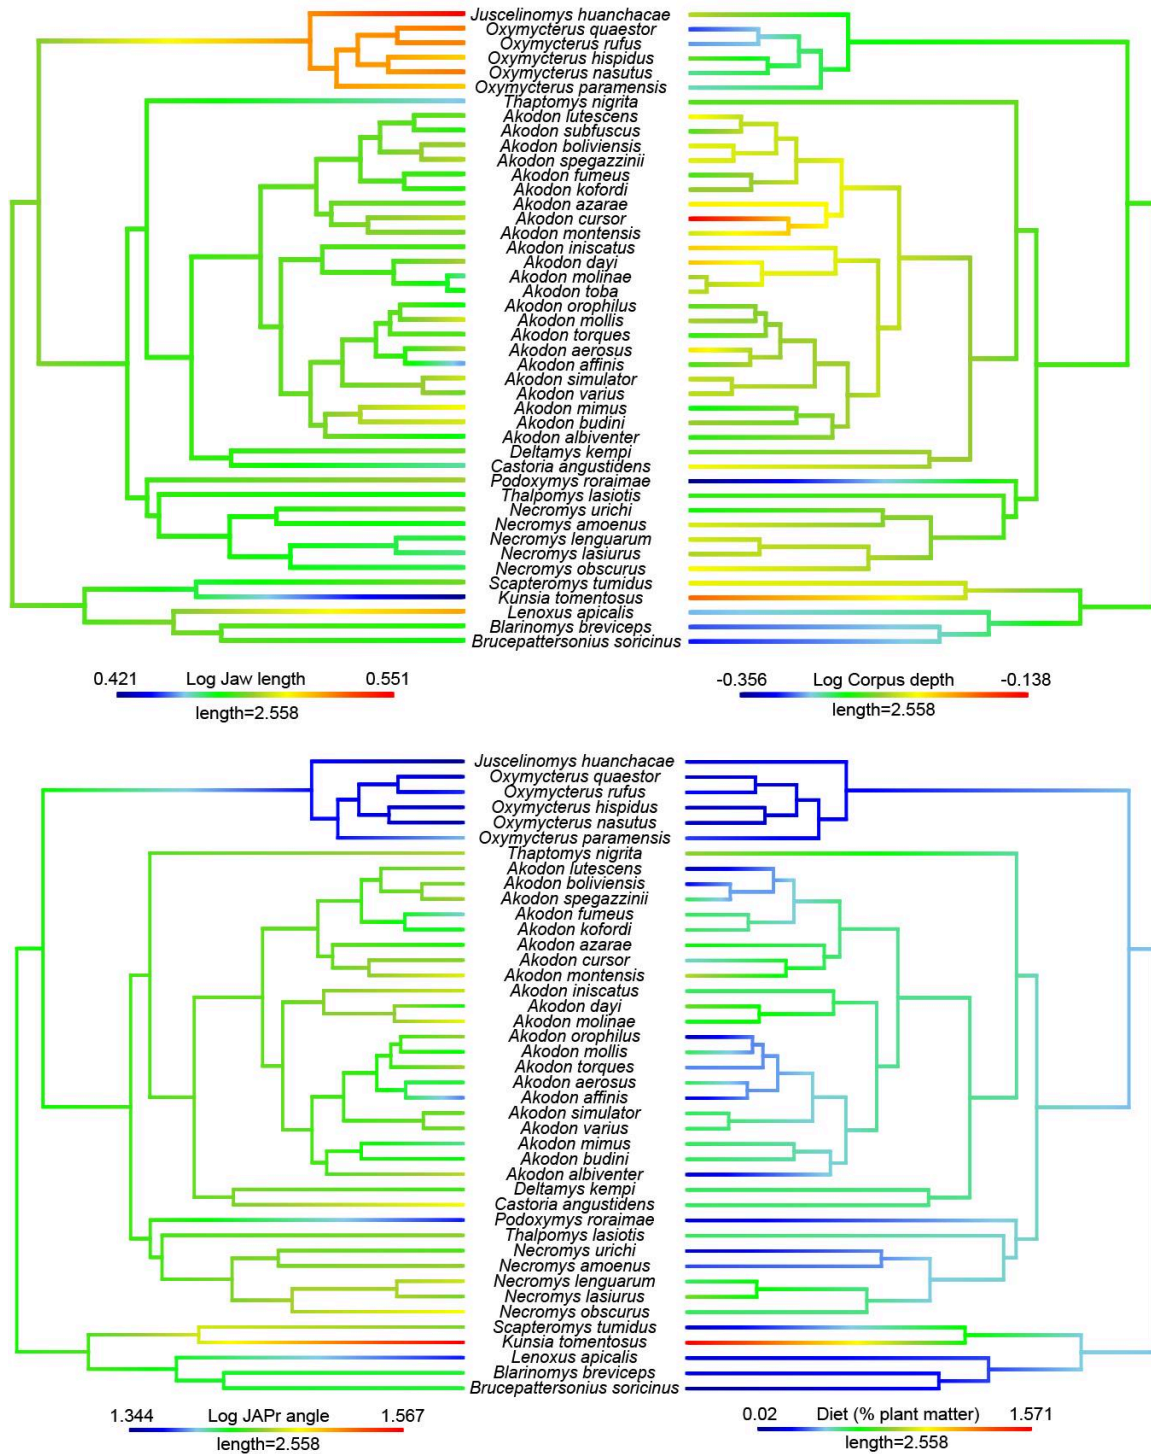 Juscelinomys huanchacae
Oxymycterus quaestor
Oxymycterus rufus
Oxymycterus hispidus
Oxymycterus nasutus
Oxymycterus paramensis
Thaptomys nigrita
Akodon lutescens
Akodon subfuscus
Akodon boliviensis
Akodon spegazzinii
Akodon fumeus
Akodon kofordi
Akodon azarae
Akodon cursor
Akodon montensis
Akodon iniscatus
Akodon dayi
Akodon molinae
Akodon toba
Akodon orophilus
Akodon mollis
Akodon torques
Akodon aerosus
Akodon affinis
Akodon simulator
Akodon varius
Akodon mimus
Akodon budini
Akodon albiventer
Deltamys kempi
Castoria angustidens
Podoxymys roraimae
Thalpomys lasiotis
Necromys urichi
Necromys amoenus
Necromys lenguarum
Necromys lasiurus
Necromys obscurus
Scapteromys tumidus
Kunsia tomentosus
Lenoxus apicalis
Blarinomys breviceps
Brucepattersonius soricinus
0.421 Log Jaw length 0.551
length=2.558
-0.356 Log Corpus depth -0.138
length=2.558
Juscelinomys huanchacae
Oxymycterus quaestor
Oxymycterus rufus
Oxymycterus hispidus
Oxymycterus nasutus
Oxymycterus paramensis
Thaptomys nigrita
Akodon lutescens
Akodon boliviensis
Akodon spegazzinii
Akodon fumeus
Akodon kofordi
Akodon azarae
Akodon cursor
Akodon montensis
Akodon iniscatus
Akodon dayi
Akodon molinae
Akodon orophilus
Akodon mollis
Akodon torques
Akodon aerosus
Akodon affinis
Akodon simulator
Akodon varius
Akodon mimus
Akodon budini
Akodon albiventer
Deltamys kempi
Castoria angustidens
Podoxymys roraimae
Thalpomys lasiotis
Necromys urichi
Necromys amoenus
Necromys lenguarum
Necromys lasiurus
Necromys obscurus
Scapteromys tumidus
Kunsia tomentosus
Lenoxus apicalis
Blarinomys breviceps
Brucepattersonius soricinus
1.344 Log JAPr angle 1.567
length=2.558
0.02 Diet (% plant matter) 1.571
length=2.558